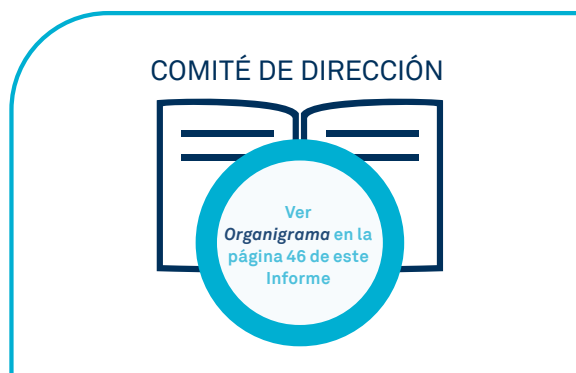 COMITÉ DE DIRECCIÓN
Ver
Organigrama en la
página 46 de este
Informe